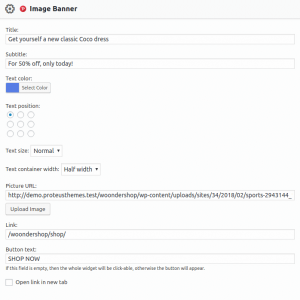 Image Banner
Title:
Get yourself a new classic Coco dress
Subtitle:
For 50% off, only today!
Text color:
Select Color
Text position:
Text size: Normal
Text container width: Half width
Picture URL:
http://demo.proteusthemes.test/woondershop/wp-content/uploads/sites/34/2018/02/sports-2943144_
Upload Image
Link:
/woondershop/shop/
Button text:
SHOP NOW
If this field is empty, then the whole widget will be click-able, otherwise the button will appear.
Open link in new tab